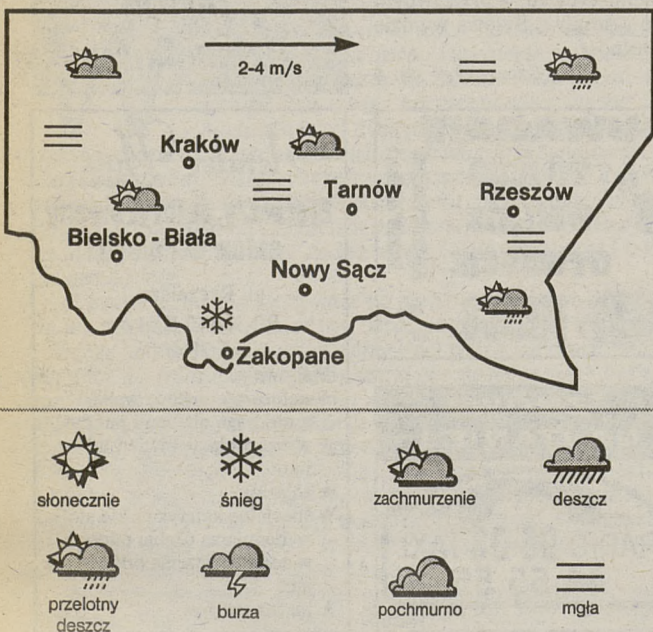 2-4 m/s
Kraków
Tarnów
Rzeszów
Bielsko - Biała
Nowy Sącz
Zakopane
słonecznie
śnieg
zachmurzenie
deszcz
przelotny
deszcz
burza
pochmurno
mgła